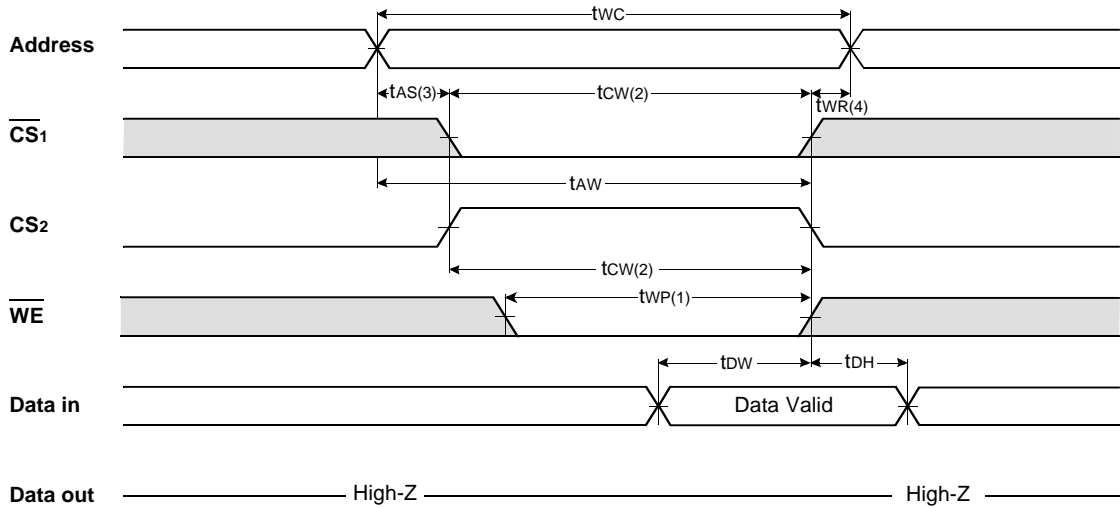 tWC
Address
tAS(3) tCW(2) tWR(4)
CS1
tAW
CS2
tCW(2)
tWP(1)
WE
tDW tDH
Data in Data Valid
Data out High-Z High-Z